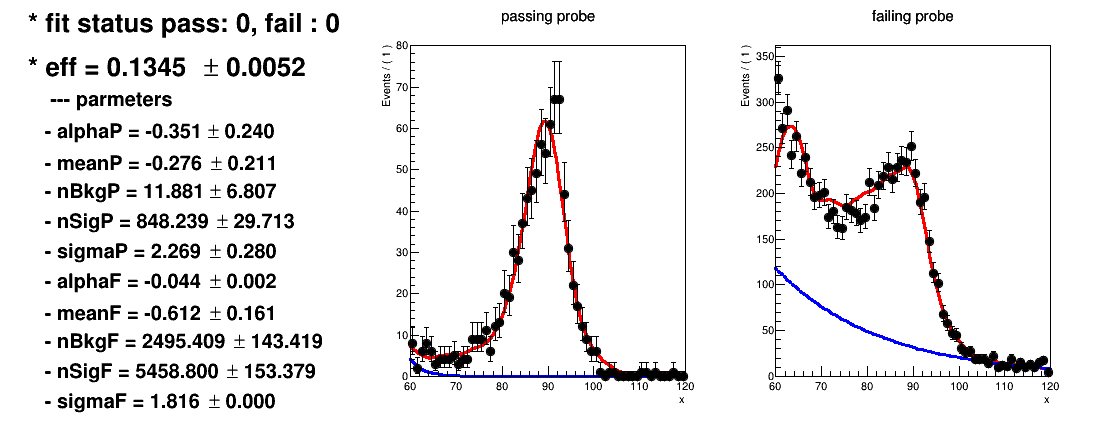 * fit status pass: 0, fail : 0
* eff = 0.1345 ± 0.0052
--- parmeters
- alphaP = -0.351 ± 0.240
- meanP = -0.276 ± 0.211
- nBkgP = 11.881 ± 6.807
- nSigP = 848.239 ± 29.713
- sigmaP = 2.269 ± 0.280
- alphaF = -0.044 ± 0.002
- meanF = -0.612 ± 0.161
- nBkgF = 2495.409 ± 143.419
- nSigF = 5458.800 ± 153.379
- sigmaF = 1.816 ± 0.000
passing probe
Events / ( 1 )
80
70
60
50
40
30
20
10
0
60 70 80 90 100 110 120
x
failing probe
Events / ( 1 )
350
300
250
200
150
100
50
0
60 70 80 90 100 110 120
x